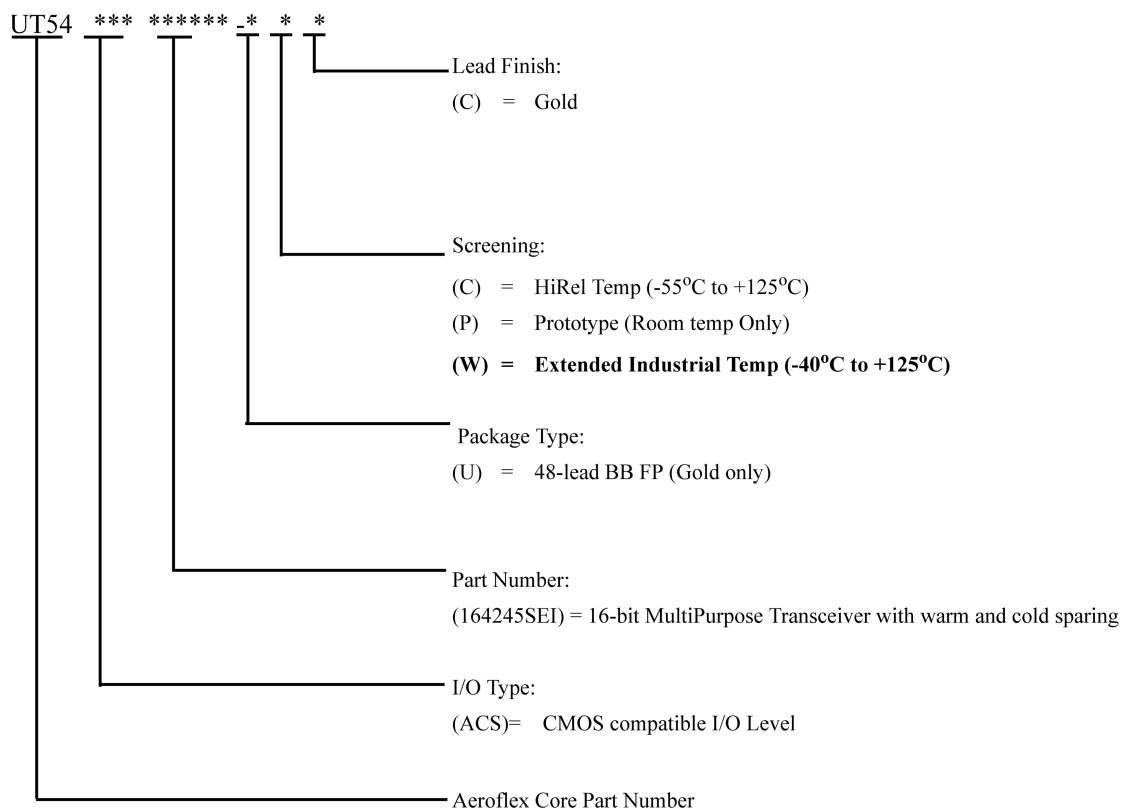 UT54 *** ****** -* * *
Lead Finish:
(C) = Gold
Screening:
(C) = HiRel Temp (-55°C to +125°C)
(P) = Prototype (Room temp Only)
(W) = Extended Industrial Temp (-40°C to +125°C)
Package Type:
(U) = 48-lead BB FP (Gold only)
Part Number:
(164245SEI) = 16-bit MultiPurpose Transceiver with warm and cold sparing
I/O Type:
(ACS)= CMOS compatible I/O Level
Aeroflex Core Part Number